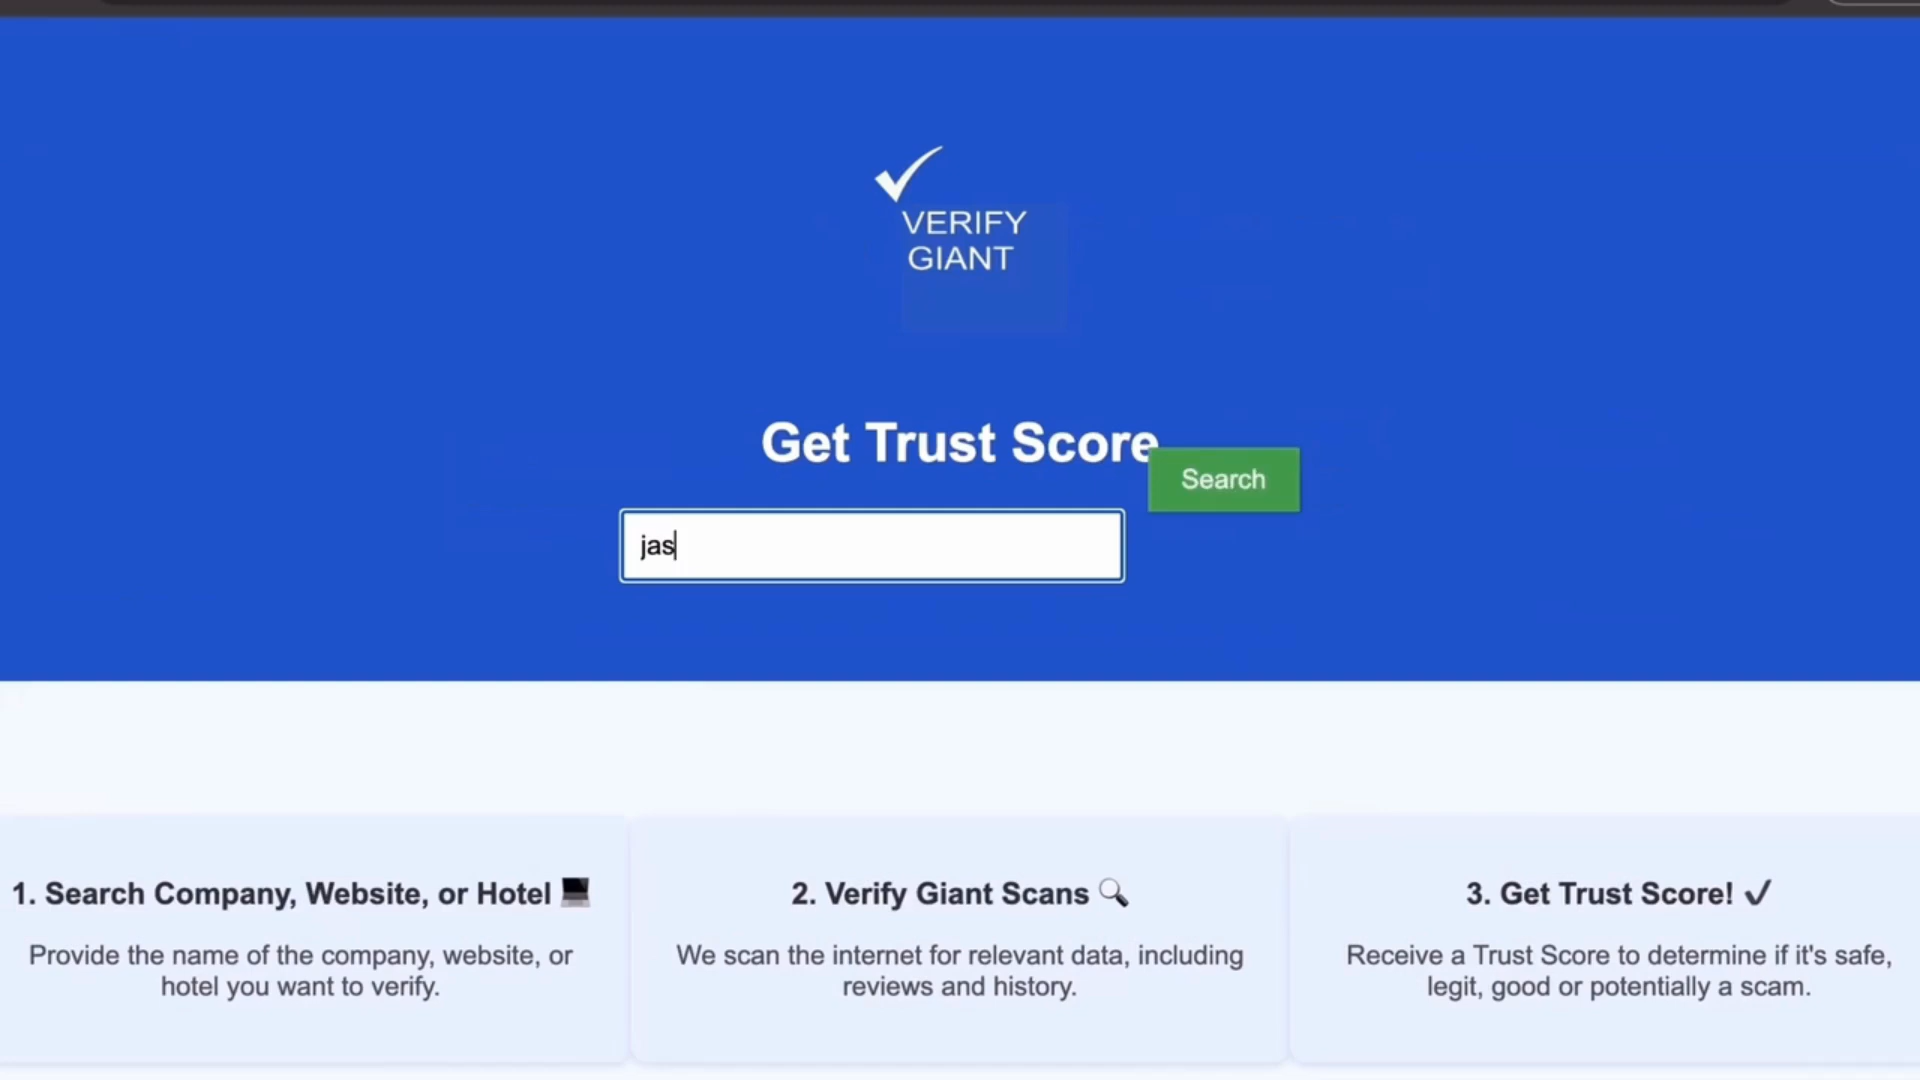 VERIFY
GIANT
Get Trust Score
Search
jas
1. Search Company, Website, or Hotel
Provide the name of the company, website, or
hotel you want to verify.
2. Verify Giant Scans
We scan the internet for relevant data, including
reviews and history.
3. Get Trust Score!
Receive a Trust Score to determine if it's safe,
legit, good or potentially a scam.